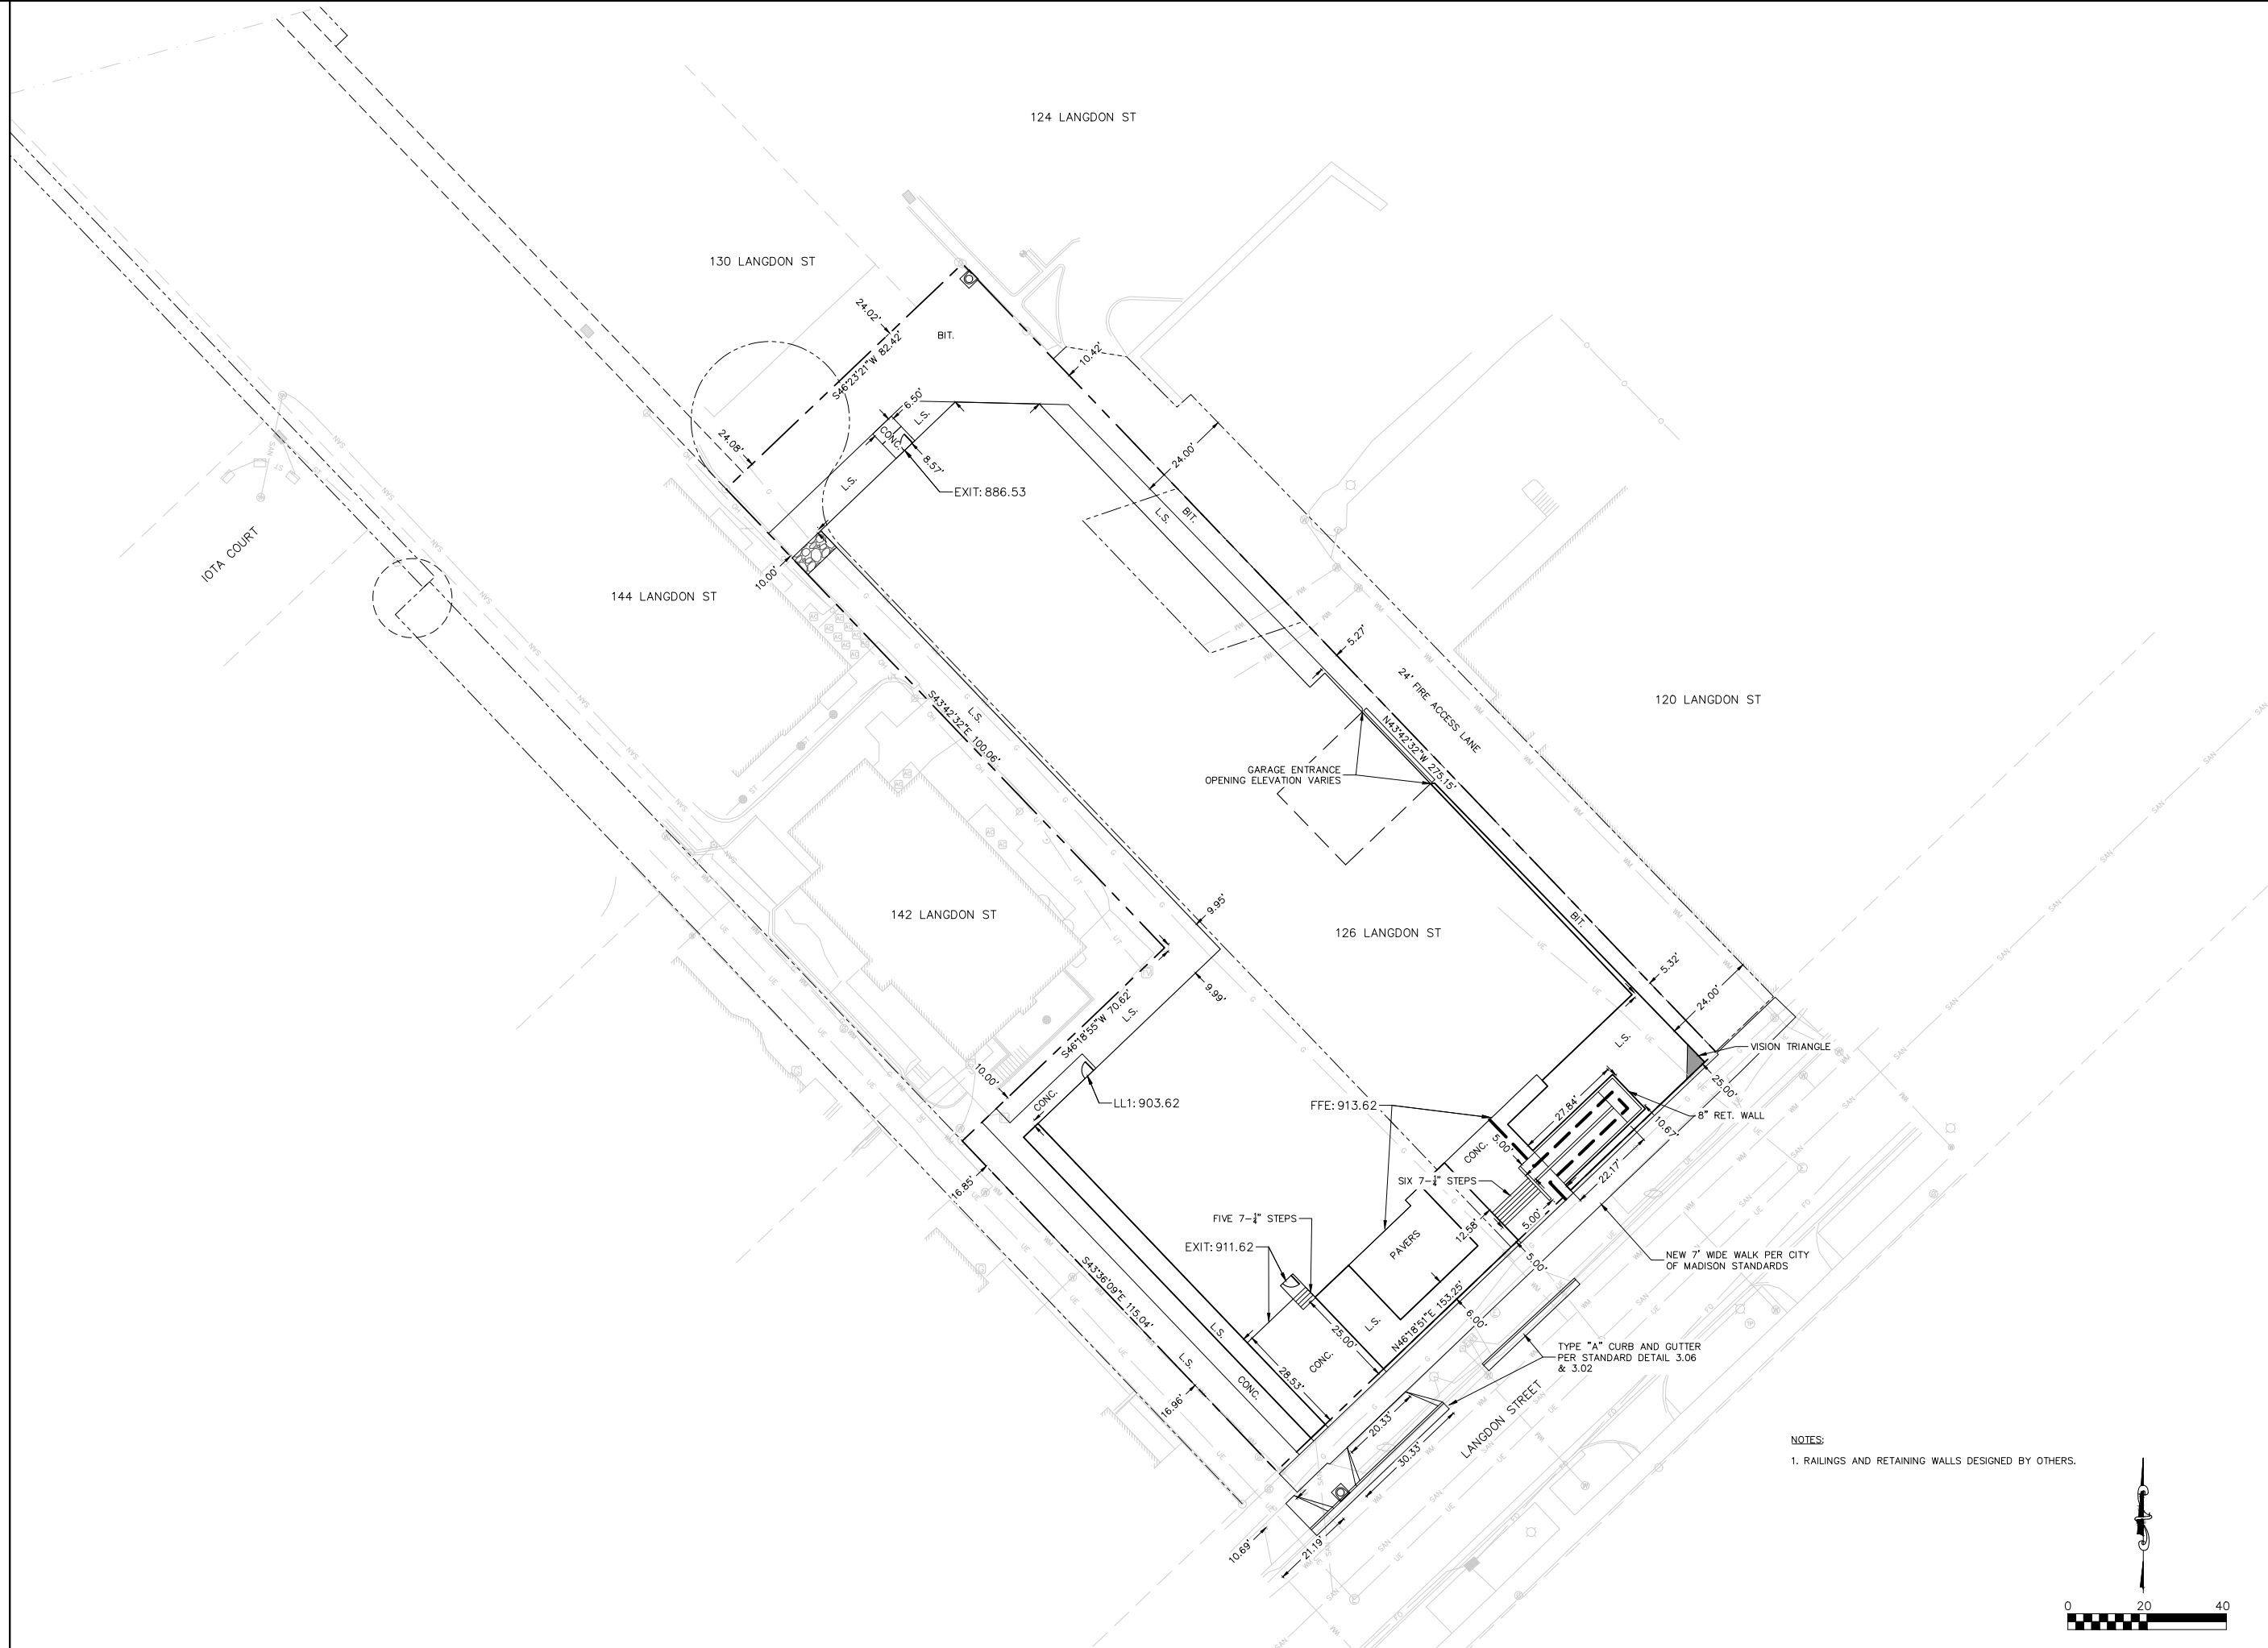 124 LANGDON ST
130 LANGDON ST
24.02'
BIT.
S46°23'21"W 82.42'
10.42'
6.50'
L.S.
CONC.
24.08'
24.00'
8.57'
L.S.
EXIT: 886.53
BIT.
L.S.
IOTA COURT
10.00'
144 LANGDON ST
5.27'
24' FIRE ACCESS LANE
120 LANGDON ST
L.S.
S43°42'32"E 100.06'
N43°42'32"W 275.15'
GARAGE ENTRANCE
OPENING ELEVATION VARIES
142 LANGDON ST
9.95'
126 LANGDON ST
BIT.
5.32'
9.99'
24.00'
S46°18'55"W 70.62'
L.S.
L.S.
VISION TRIANGLE
10.00'
25.00'
CONC.
LL1: 903.62
FFE: 913.62
27.84'
8" RET. WALL
10.67'
5.00'
CONC.
22.17'
SIX 7-¼" STEPS
16.85'
FIVE 7-¾" STEPS
12.58'
5.00'
PAVERS
EXIT: 911.62
5.00'
NEW 7' WIDE WALK PER CITY
OF MADISON STANDARDS
S43°36'09"E 115.04'
N46°18'51"E 153.25'
6.00'
L.S.
25.00'
L.S.
CONC.
L.S.
TYPE "A" CURB AND GUTTER
PER STANDARD DETAIL 3.06
& 3.02
28.53'
CONC.
16.96'
20.33'
LANGDON STREET
30.33'
NOTES:
1. RAILINGS AND RETAINING WALLS DESIGNED BY OTHERS.
10.69'
21.19'
0 20 40